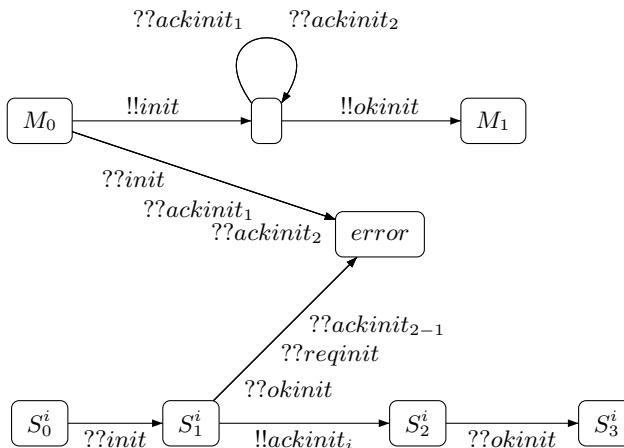 ??ackinit₁ ??ackinit₂
M₀ !!init !!okinit M₁
??init
??ackinit₁
??ackinit₂ error
??ackinit₂₋₁
??reqinit
??okinit
S₀ⁱ ??init S₁ⁱ !!ackinitᵢ S₂ⁱ ??okinit S₃ⁱ